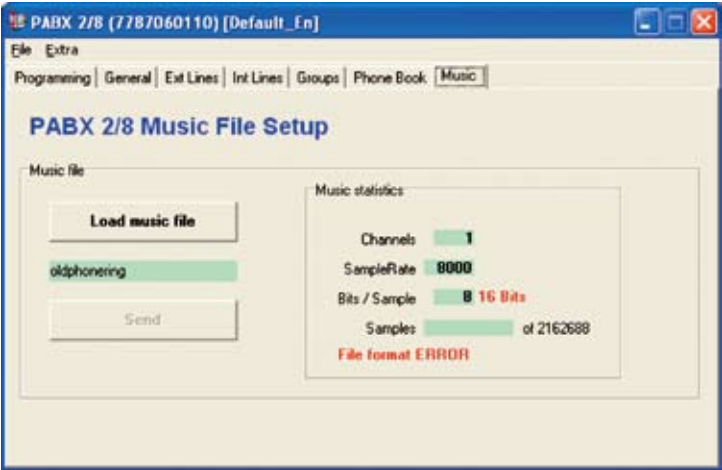 PABX 2/8 (7787060110) [Default_En]
File Extra
Programming General Ext Lines Int Lines Groups Phone Book Music
PABX 2/8 Music File Setup
Music file
Load music file
oldphonering
Send
Music statistics
Channels 1
SampleRate 8000
Bits / Sample 8 16 Bits
Samples of 2162688
File format ERROR